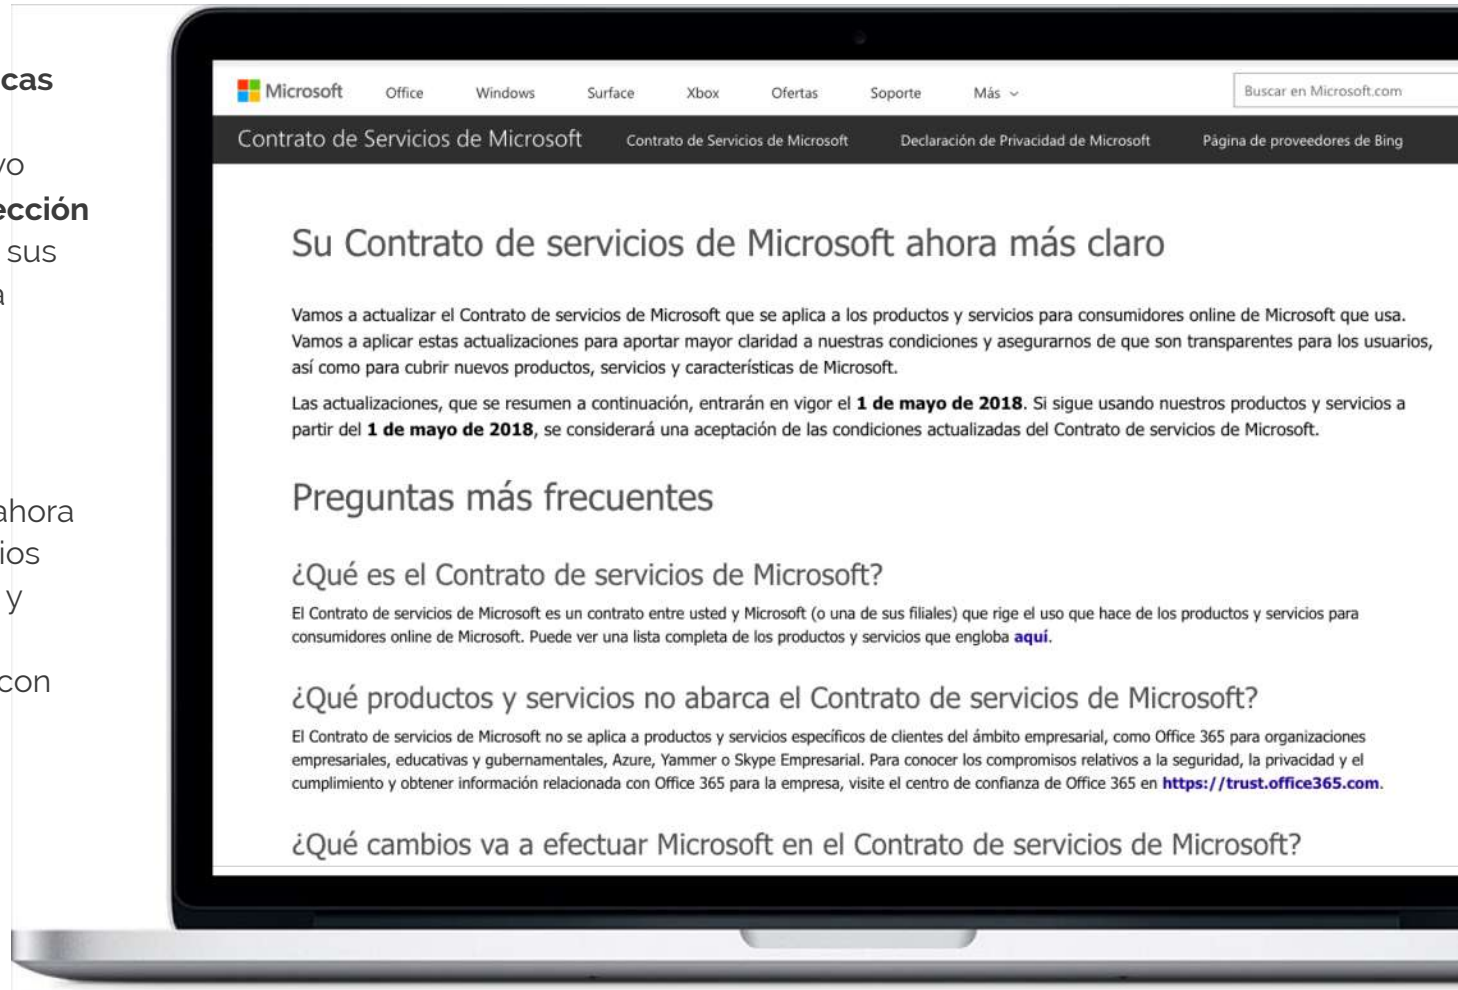 sus
ahora
y
con
Microsoft Office Windows Surface Xbox Ofertas Soporte Más Buscar en Microsoft.com
Contrato de Servicios de Microsoft Contrato de Servicios de Microsoft Declaración de Privacidad de Microsoft Página de proveedores de Bing
Su Contrato de servicios de Microsoft ahora más claro
Vamos a actualizar el Contrato de servicios de Microsoft que se aplica a los productos y servicios para consumidores online de Microsoft que usa.
Vamos a aplicar estas actualizaciones para aportar mayor claridad a nuestras condiciones y asegurarnos de que son transparentes para los usuarios,
así como para cubrir nuevos productos, servicios y características de Microsoft.
Las actualizaciones, que se resumen a continuación, entrarán en vigor el 1 de mayo de 2018. Si sigue usando nuestros productos y servicios a
partir del 1 de mayo de 2018, se considerará una aceptación de las condiciones actualizadas del Contrato de servicios de Microsoft.
Preguntas más frecuentes
¿Qué es el Contrato de servicios de Microsoft?
El Contrato de servicios de Microsoft es un contrato entre usted y Microsoft (o una de sus filiales) que rige el uso que hace de los productos y servicios para
consumidores online de Microsoft. Puede ver una lista completa de los productos y servicios que engloba aquí.
¿Qué productos y servicios no abarca el Contrato de servicios de Microsoft?
El Contrato de servicios de Microsoft no se aplica a productos y servicios específicos de clientes del ámbito empresarial, como Office 365 para organizaciones
empresariales, educativas y gubernamentales, Azure, Yammer o Skype Empresarial. Para conocer los compromisos relativos a la seguridad, la privacidad y el
cumplimiento y obtener información relacionada con Office 365 para la empresa, visite el centro de confianza de Office 365 en https://trust.office365.com.
¿Qué cambios va a efectuar Microsoft en el Contrato de servicios de Microsoft?